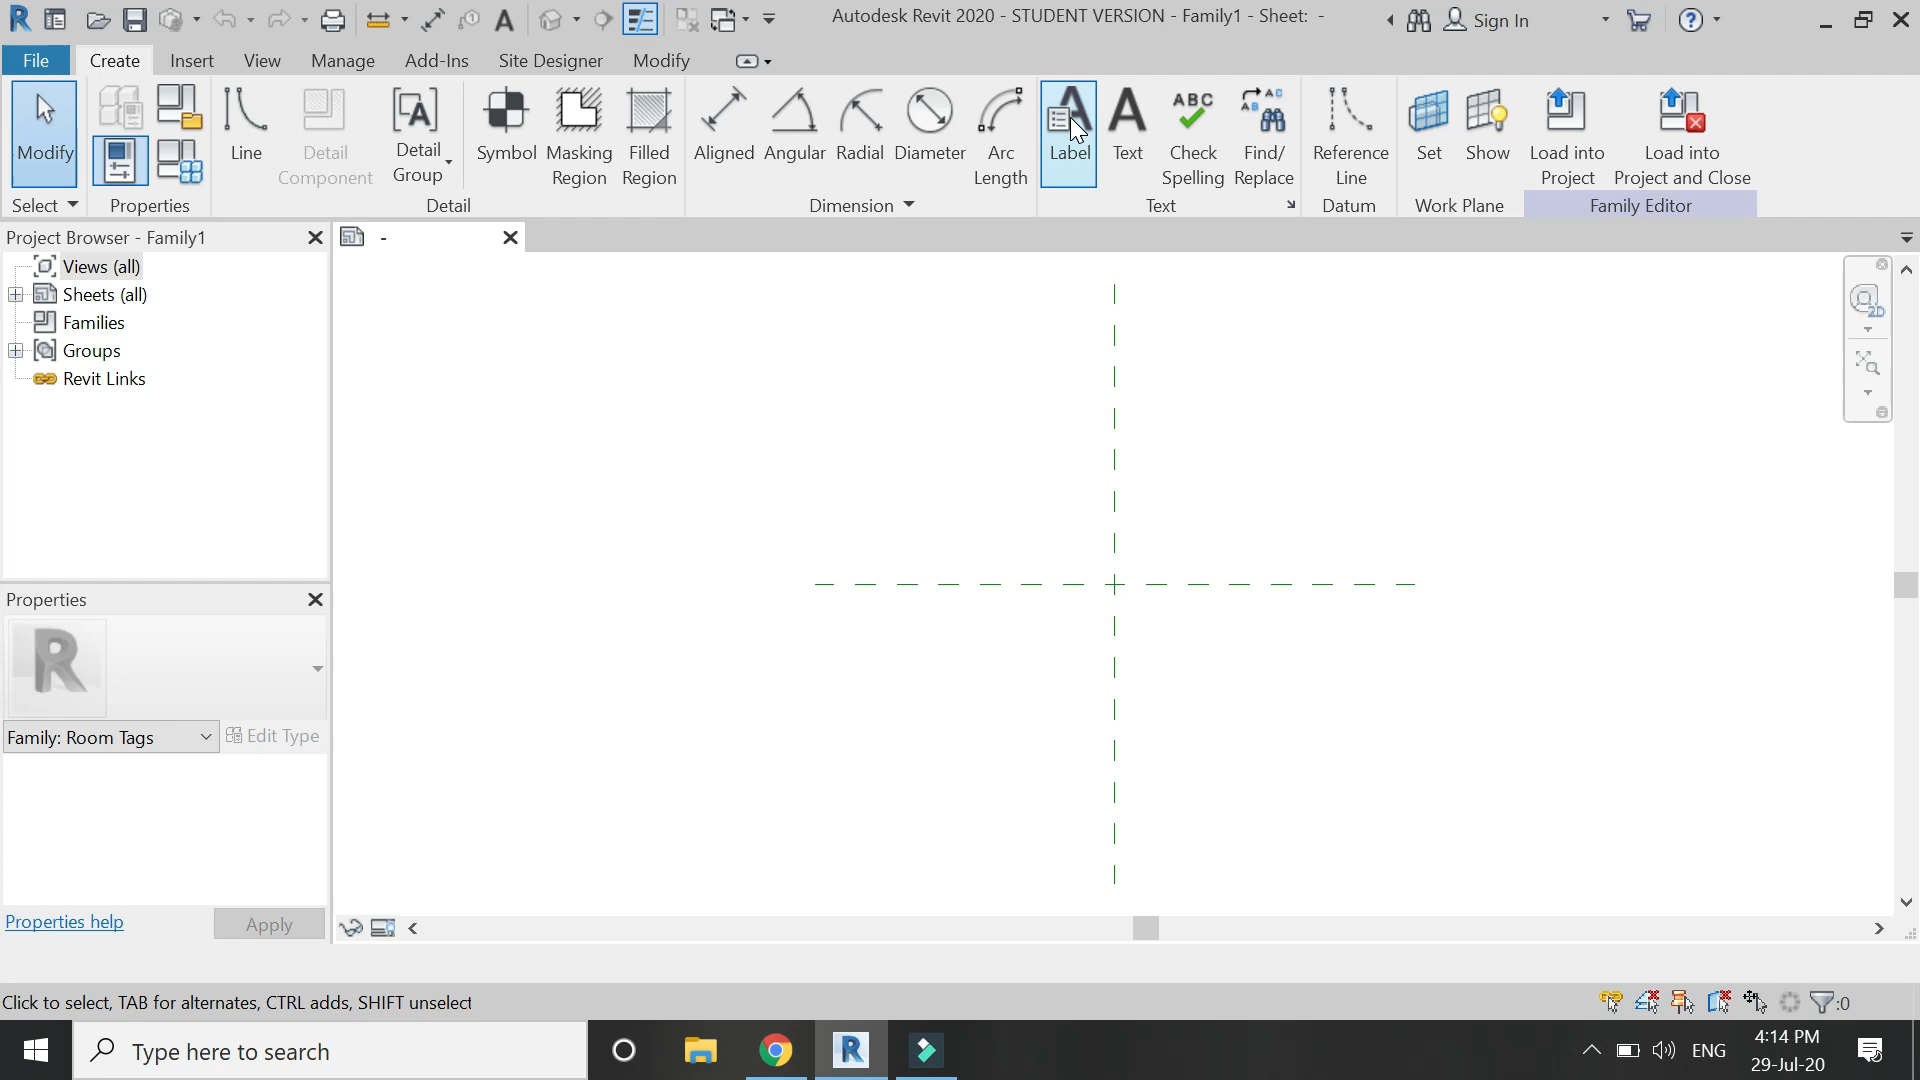 Autodesk Revit 2020 - STUDENT VERSION - Family1 - Sheet: -
Sign In
File Create Insert View Manage Add-Ins Site Designer Modify
Modify
Line
Detail Component
Detail Group
Symbol
Masking Region
Filled Region
Aligned
Angular
Radial
Diameter
Arc Length
Label
Text
ABC
Check Spelling
Find/ Replace
Reference Line
Set
Show
Load into Project
Load into Project and Close
Select Properties Detail Dimension Text Datum Work Plane Family Editor
Project Browser - Family1
-
Views (all)
Sheets (all)
Families
Groups
Revit Links
2D
Properties
R
Family: Room Tags
Edit Type
Properties help
Apply
Click to select, TAB for alternates, CTRL adds, SHIFT unselect
:0
Type here to search
ENG
4:14 PM
29-Jul-20